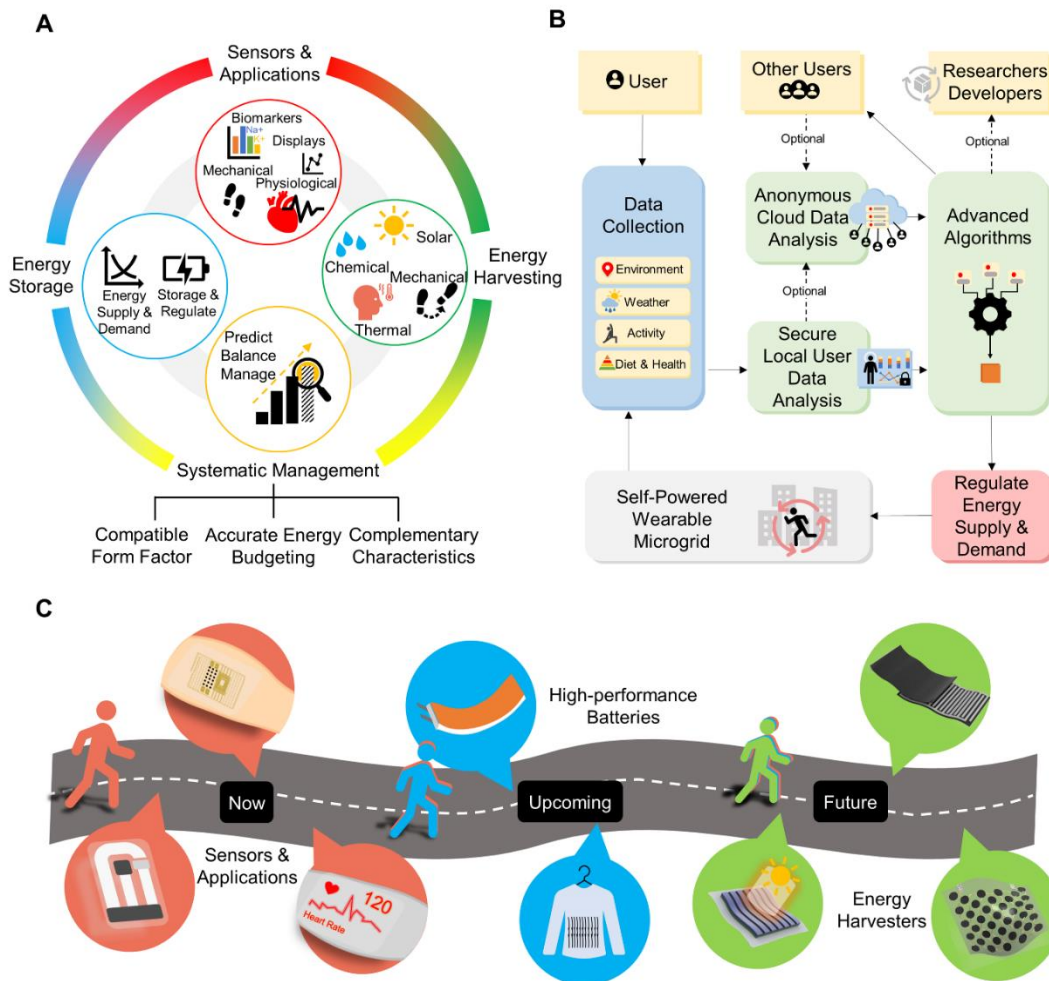 A
Sensors &
Applications
Biomarkers
Na+
K+
Displays
Mechanical
Physiological
Energy
Storage
Energy
Supply &
Demand
Storage &
Regulate
Solar
Chemical
Mechanical
Thermal
Energy
Harvesting
Predict
Balance
Manage
Systematic Management
Compatible
Form Factor
Accurate Energy
Budgeting
Complementary
Characteristics
B
User
Other Users
Researchers
Developers
Optional
Optional
Data
Collection
Environment
Weather
Activity
Diet & Health
Anonymous
Cloud Data
Analysis
Advanced
Algorithms
Optional
Secure
Local User
Data
Analysis
Self-Powered
Wearable
Microgrid
Regulate
Energy
Supply &
Demand
C
High-performance
Batteries
Now
Upcoming
Future
Sensors &
Applications
120
Heart Rate
Energy
Harvesters